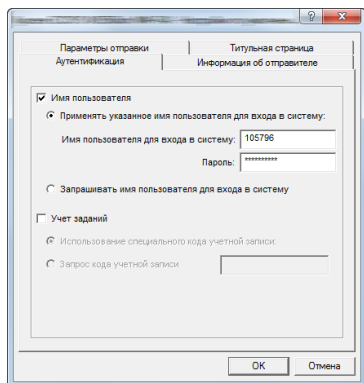 Параметры отправки
Титульная страница
Аутентификация
Информация об отправителе
Имя пользователя
Применять указанное имя пользователя для входа в систему:
Имя пользователя для входа в систему: 105796
Пароль: **********
Запрашивать имя пользователя для входа в систему
Учет заданий
Использование специального кода учетной записи:
Запрос кода учетной записи
OK
Отмена